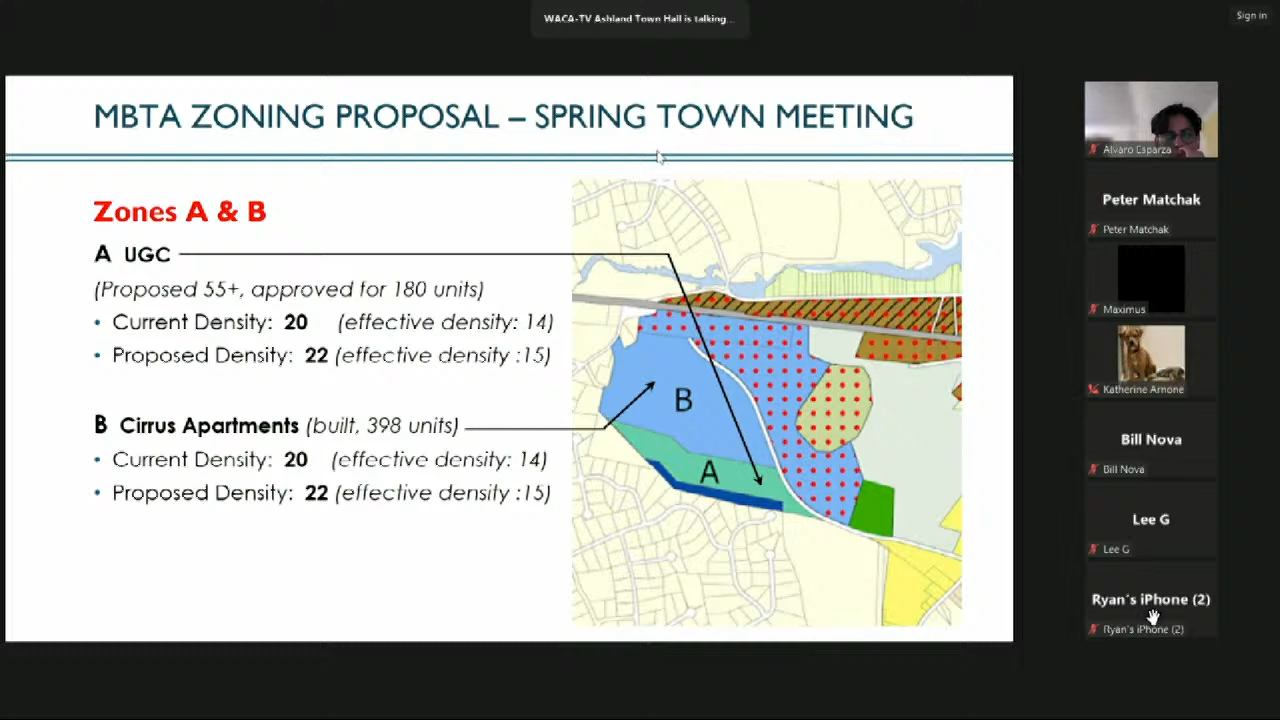 WACA-TV Ashland Town Hall is talking...
Sign in
MBTA ZONING PROPOSAL – SPRING TOWN MEETING
Zones A & B
A UGC
(Proposed 55+, approved for 180 units)
• Current Density: 20 (effective density: 14)
• Proposed Density: 22 (effective density :15)
B Cirrus Apartments (built, 398 units)
• Current Density: 20 (effective density: 14)
• Proposed Density: 22 (effective density :15)
B
A
Alvaro Esparza
Peter Matchak
Peter Matchak
Maximus
Katherine Arnone
Bill Nova
Bill Nova
Lee G
Lee G
Ryan's iPhone (2)
Ryan's iPhone (2)